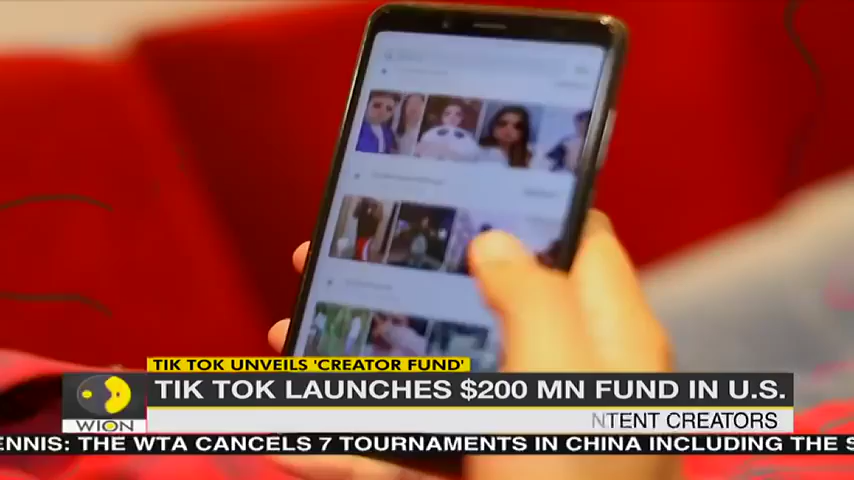 TIK TOK UNVEILS 'CREATOR FUND'
TIK TOK LAUNCHES $200 MN FUND IN U.S.
WION
NTENT CREATORS
ENNIS: THE WTA CANCELS 7 TOURNAMENTS IN CHINA INCLUDING THE S